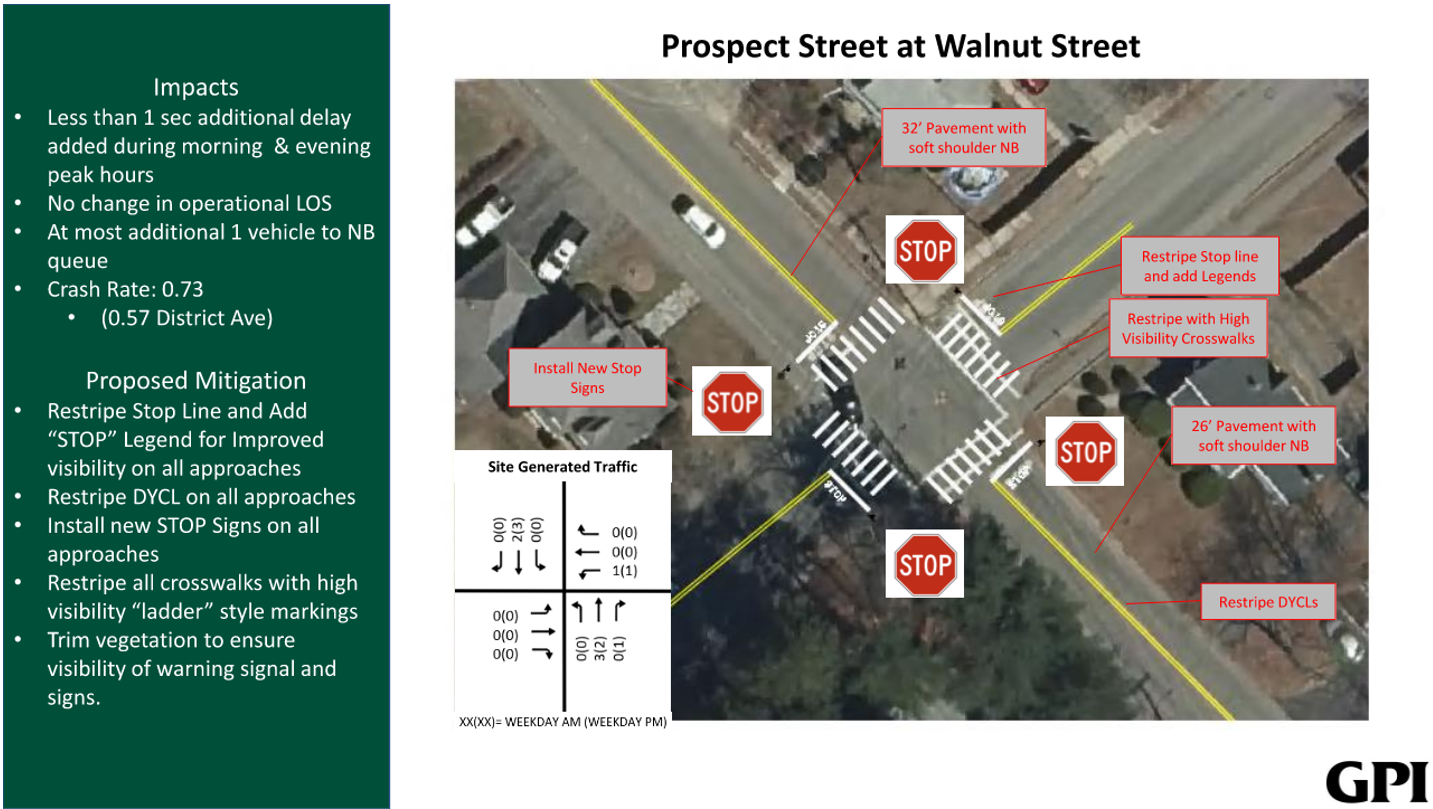 Prospect Street at Walnut Street
Impacts
• Less than 1 sec additional delay
added during morning & evening
peak hours
• No change in operational LOS
• At most additional 1 vehicle to NB
queue
• Crash Rate: 0.73
• (0.57 District Ave)
Proposed Mitigation
• Restripe Stop Line and Add
“STOP” Legend for Improved
visibility on all approaches
• Restripe DYCL on all approaches
• Install new STOP Signs on all
approaches
• Restripe all crosswalks with high
visibility “ladder” style markings
• Trim vegetation to ensure
visibility of warning signal and
signs.
32’ Pavement with
soft shoulder NB
STOP
Restripe Stop line
and add Legends
STOP
Restripe with High
Visibility Crosswalks
STOP
Install New Stop
Signs
STOP
STOP
26’ Pavement with
soft shoulder NB
STOP
STOP
STOP
Restripe DYCLs
Site Generated Traffic
0(0)
2(3)
0(0)
0(0)
0(0)
1(1)
0(0)
0(0)
0(0)
0(0)
3(2)
0(1)
XX(XX)= WEEKDAY AM (WEEKDAY PM)
GPI